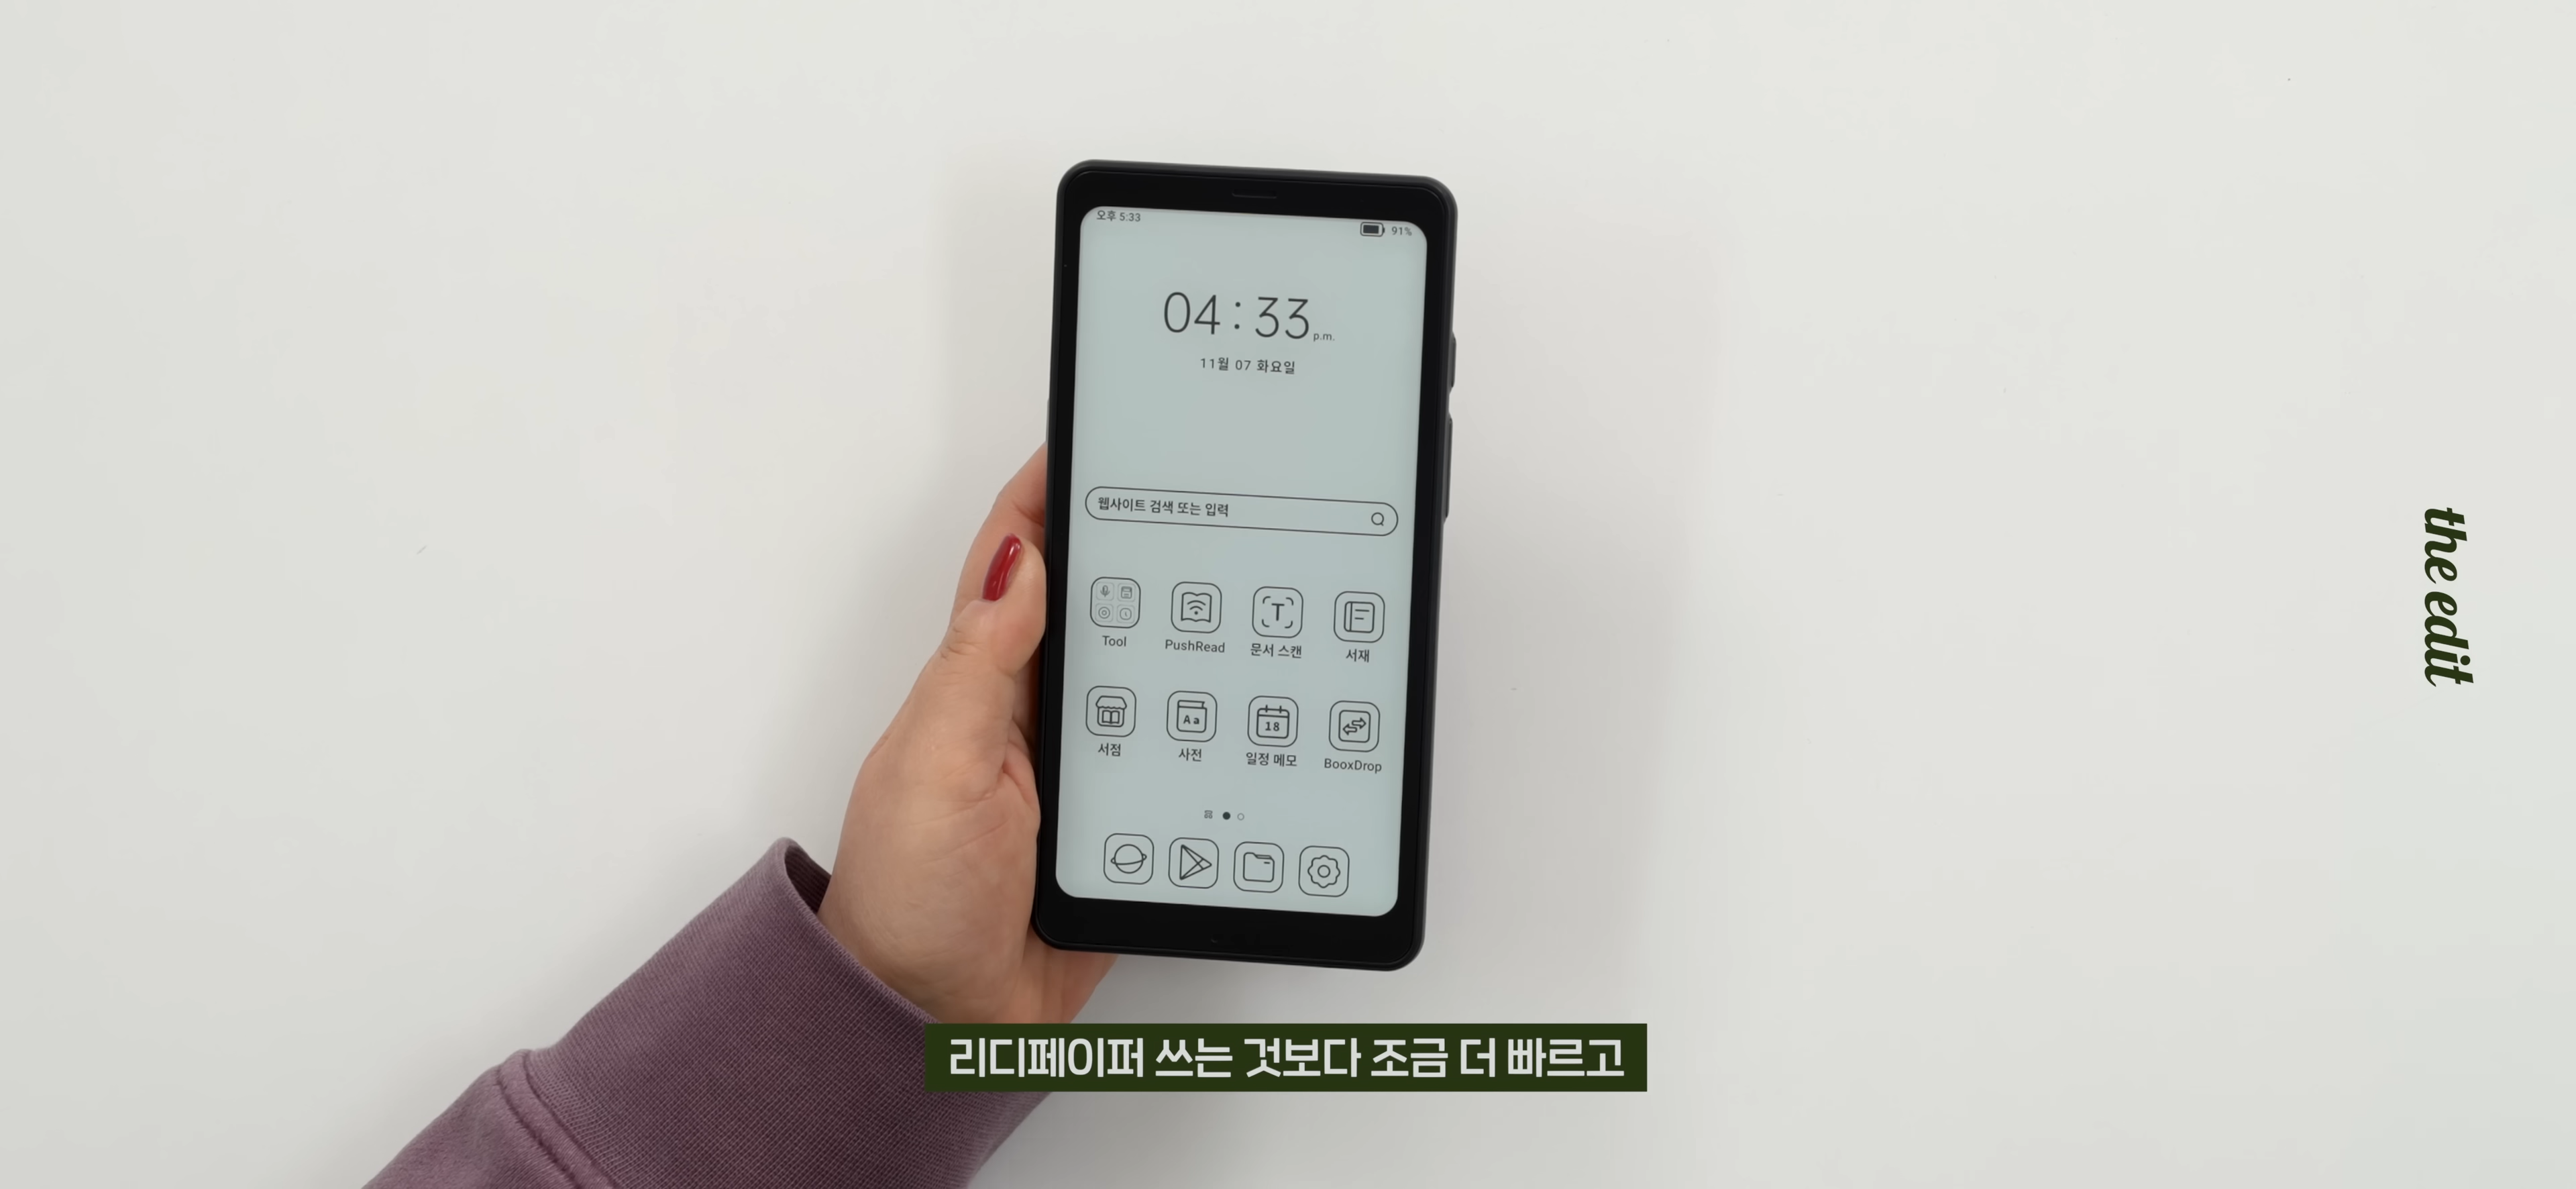 오후 5:33
91%
04:33 p.m.
11월 07 화요일
웹사이트 검색 또는 입력
T
Tool PushRead 문서 스캔 서재
Aa 18
서점 사전 일정 메모 BooxDrop
the edit
리디페이퍼 쓰는 것보다 조금 더 빠르고